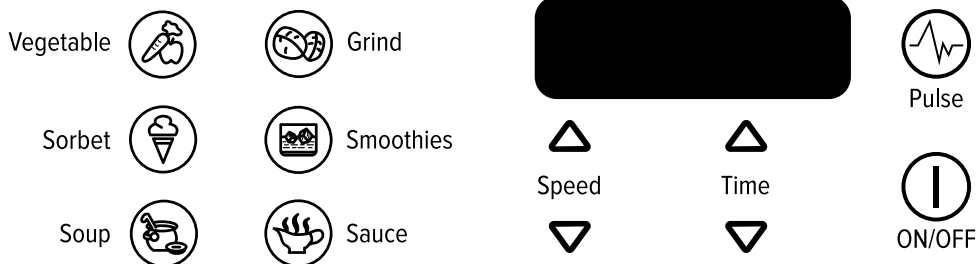 Vegetable
Grind
Pulse
Sorbet
Smoothies
Speed
Time
Soup
Sauce
ON/OFF